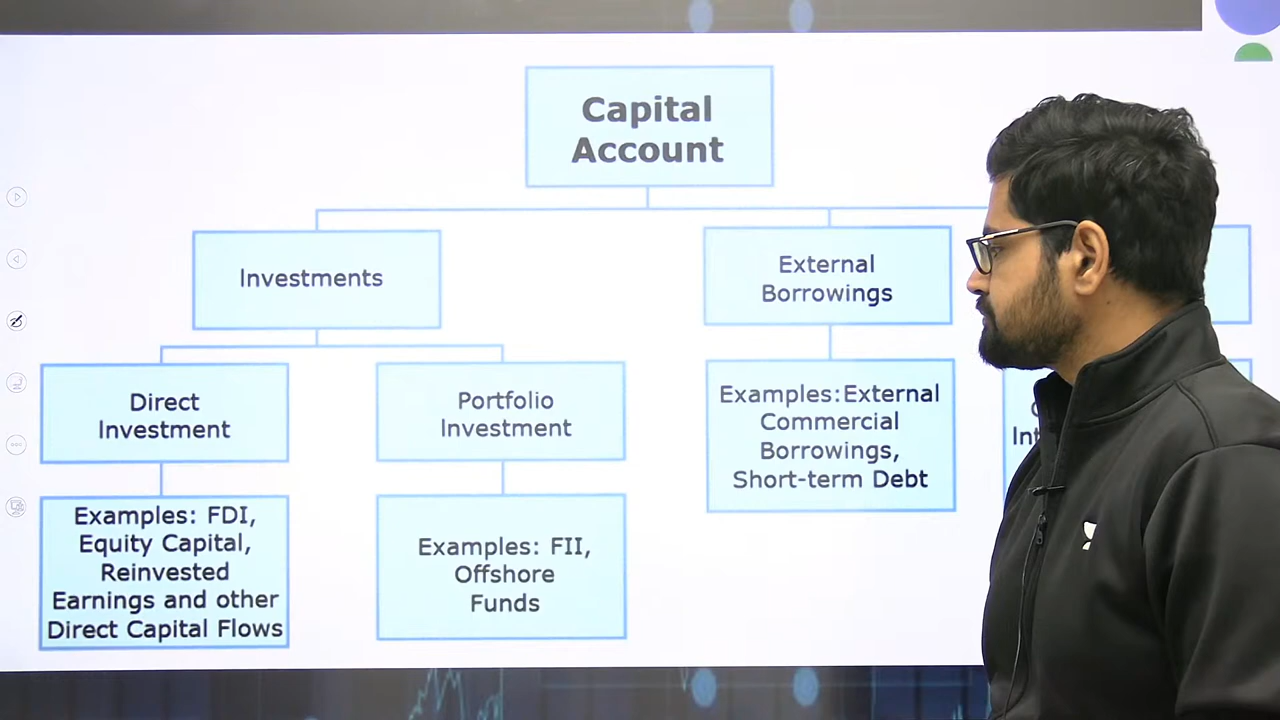 Capital
Account
Investments
External
Borrowings
Direct
Investment
Portfolio
Investment
Examples:External
Commercial
Borrowings,
Short-term Debt
Examples: FDI,
Equity Capital,
Reinvested
Earnings and other
Direct Capital Flows
Examples: FII,
Offshore
Funds